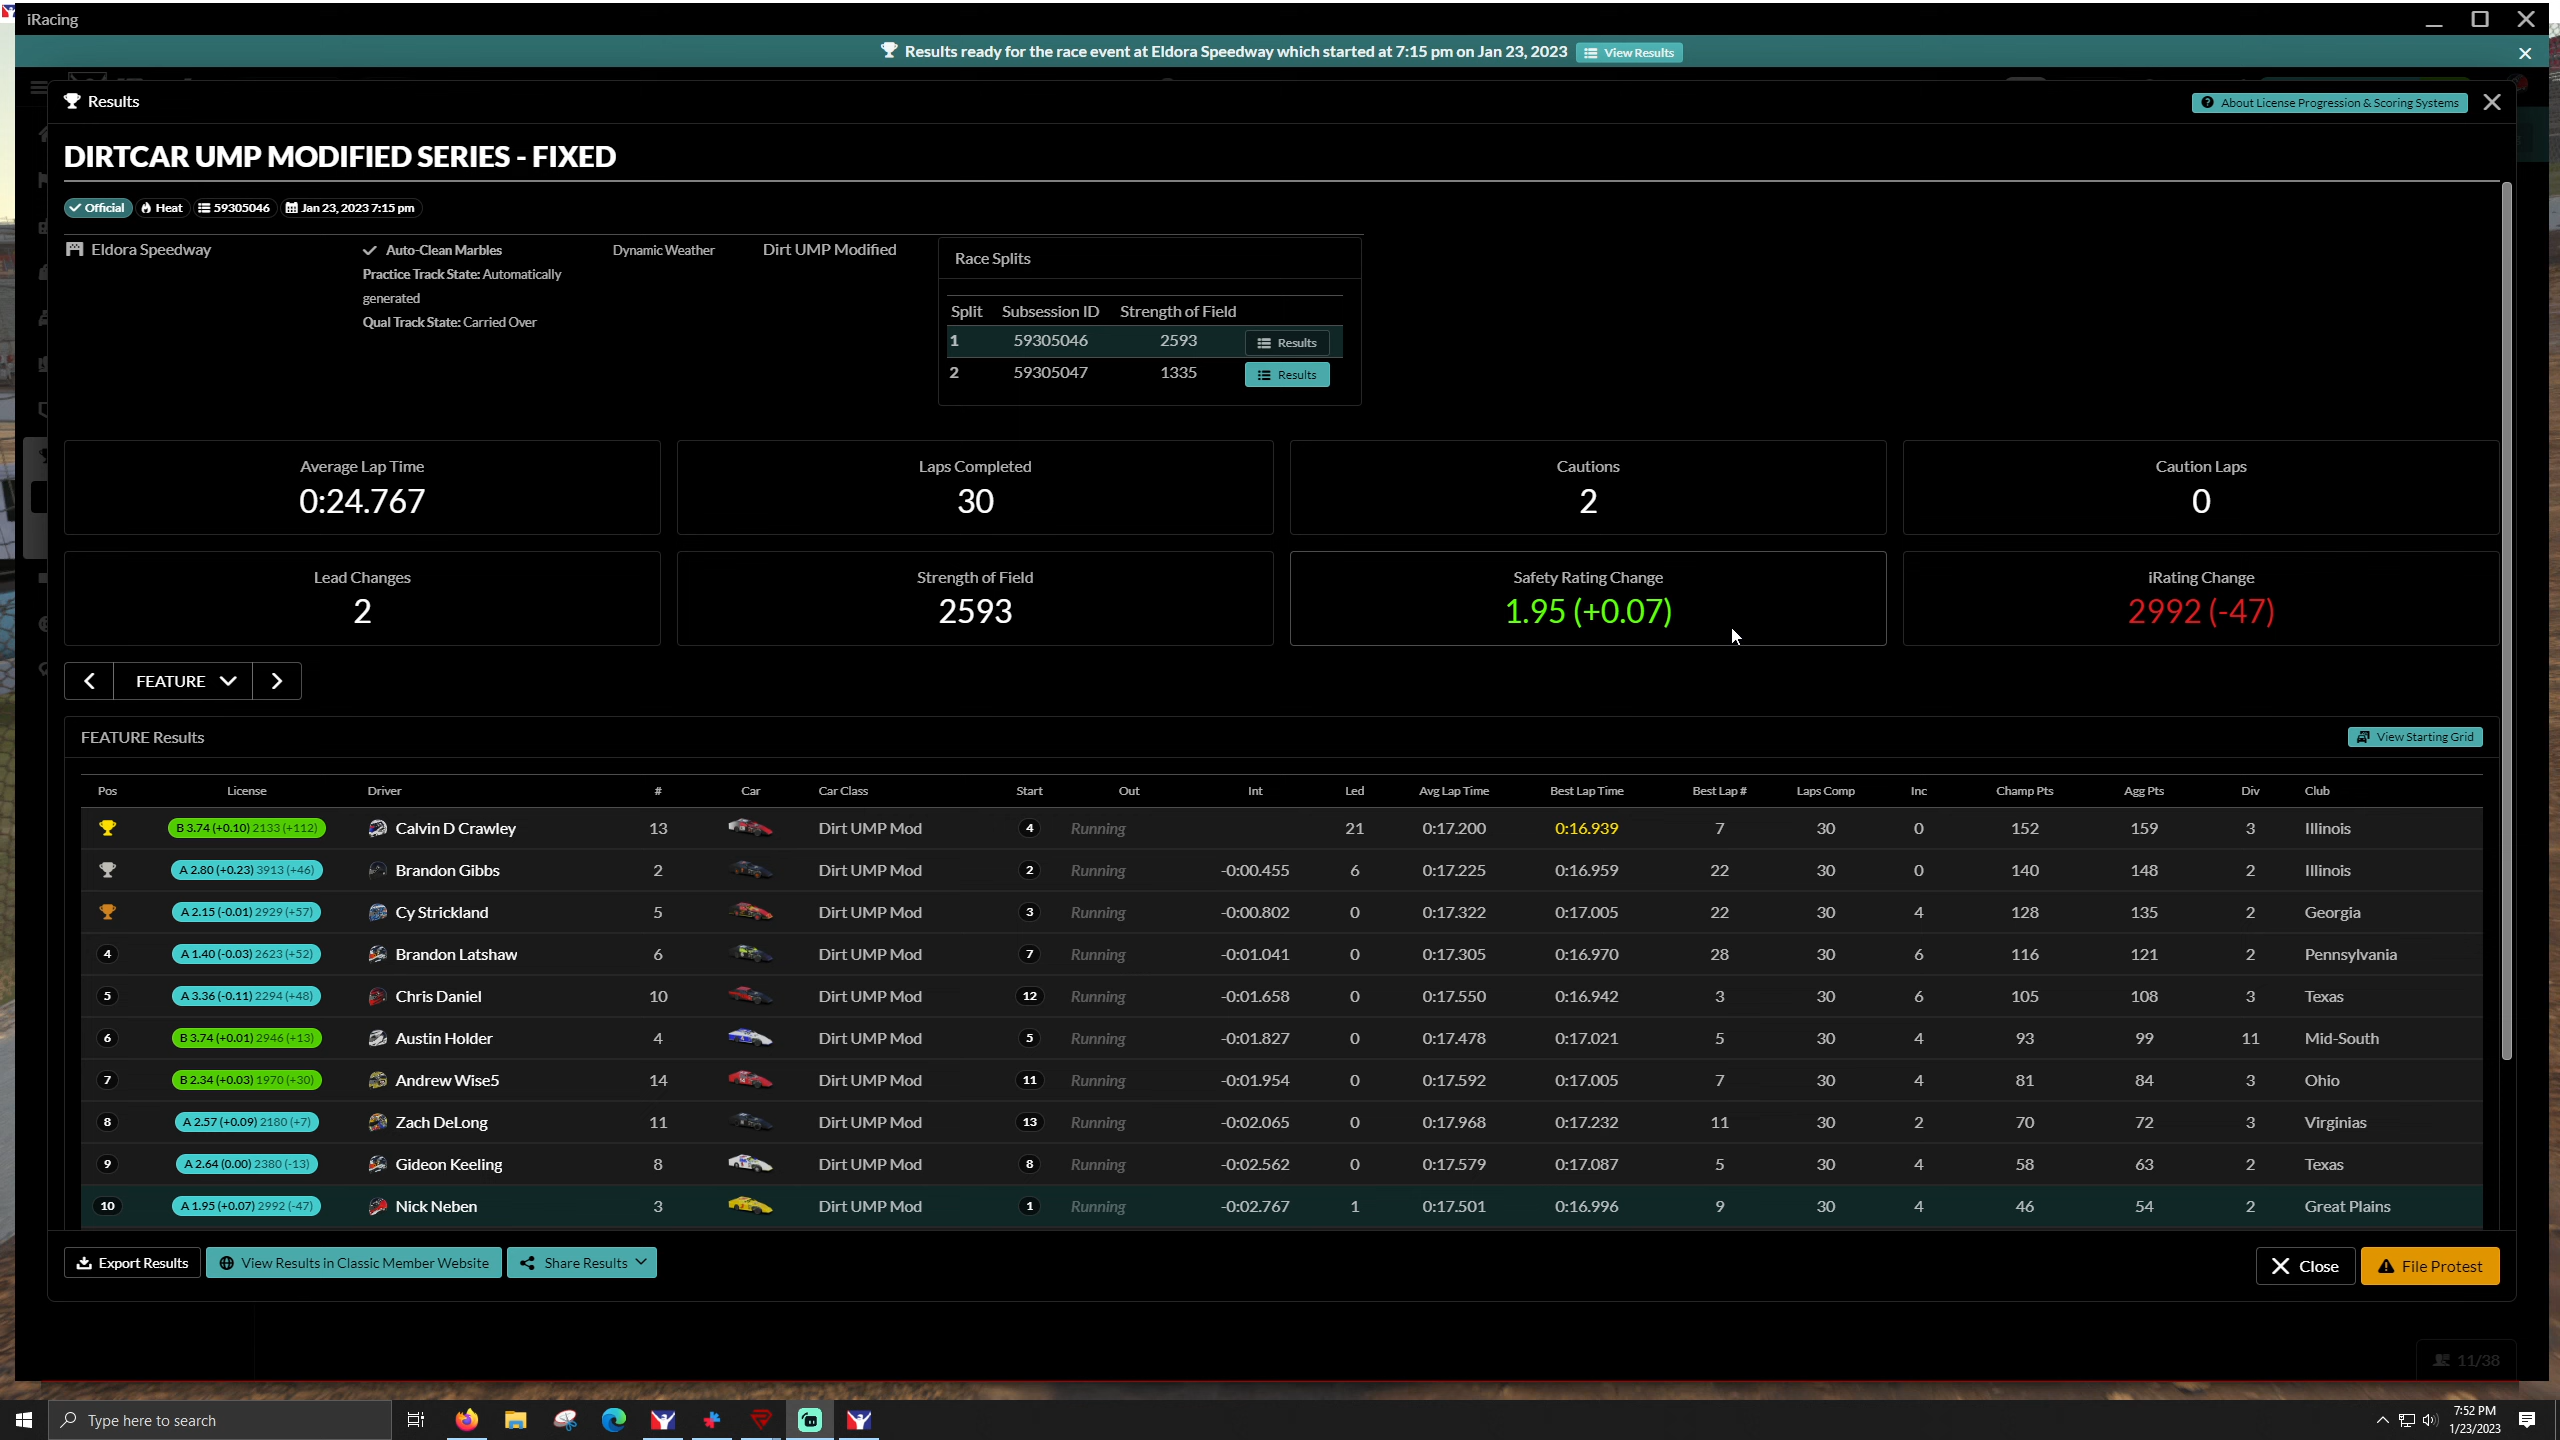 iRacing
Results ready for the race event at Eldora Speedway which started at 7:15 pm on Jan 23, 2023 View Results
Results
About License Progression & Scoring Systems
DIRTCAR UMP MODIFIED SERIES - FIXED
Official Heat 59305046 Jan 23, 2023 7:15 pm
Eldora Speedway
Auto-Clean Marbles
Practice Track State: Automatically
generated
Qual Track State: Carried Over
Dynamic Weather
Dirt UMP Modified
Race Splits
Split Subsession ID Strength of Field
1 59305046 2593 Results
2 59305047 1335 Results
Average Lap Time
0:24.767
Laps Completed
30
Cautions
2
Caution Laps
0
Lead Changes
2
Strength of Field
2593
Safety Rating Change
1.95 (+0.07)
iRating Change
2992 (-47)
FEATURE
FEATURE Results
View Starting Grid
Pos License Driver # Car Car Class Start Out Int Led Avg Lap Time Best Lap Time Best Lap # Laps Comp Inc Champ Pts Agg Pts Div Club
B 3.74 (+0.10) 2133 (+112) Calvin D Crawley 13 Dirt UMP Mod 4 Running 21 0:17.200 0:16.939 7 30 0 152 159 3 Illinois
A 2.80 (+0.23) 3913 (+46) Brandon Gibbs 2 Dirt UMP Mod 2 Running -0:00.455 6 0:17.225 0:16.959 22 30 0 140 148 2 Illinois
A 2.15 (-0.01) 2929 (+57) Cy Strickland 5 Dirt UMP Mod 3 Running -0:00.802 0 0:17.322 0:17.005 22 30 4 128 135 2 Georgia
4 A 1.40 (-0.03) 2623 (+52) Brandon Latshaw 6 Dirt UMP Mod 7 Running -0:01.041 0 0:17.305 0:16.970 28 30 6 116 121 2 Pennsylvania
5 A 3.36 (-0.11) 2294 (+48) Chris Daniel 10 Dirt UMP Mod 12 Running -0:01.658 0 0:17.550 0:16.942 3 30 6 105 108 3 Texas
6 B 3.74 (+0.01) 2946 (+13) Austin Holder 4 Dirt UMP Mod 5 Running -0:01.827 0 0:17.478 0:17.021 5 30 4 93 99 11 Mid-South
7 B 2.34 (+0.03) 1970 (+30) Andrew Wise5 14 Dirt UMP Mod 11 Running -0:01.954 0 0:17.592 0:17.005 7 30 4 81 84 3 Ohio
8 A 2.57 (+0.09) 2180 (+7) Zach DeLong 11 Dirt UMP Mod 13 Running -0:02.065 0 0:17.968 0:17.232 11 30 2 70 72 3 Virginias
9 A 2.64 (0.00) 2380 (-13) Gideon Keeling 8 Dirt UMP Mod 8 Running -0:02.562 0 0:17.579 0:17.087 5 30 4 58 63 2 Texas
10 A 1.95 (+0.07) 2992 (-47) Nick Neben 3 Dirt UMP Mod 1 Running -0:02.767 1 0:17.501 0:16.996 9 30 4 46 54 2 Great Plains
Export Results View Results in Classic Member Website Share Results Close File Protest
11/38
Type here to search
7:52 PM
1/23/2023